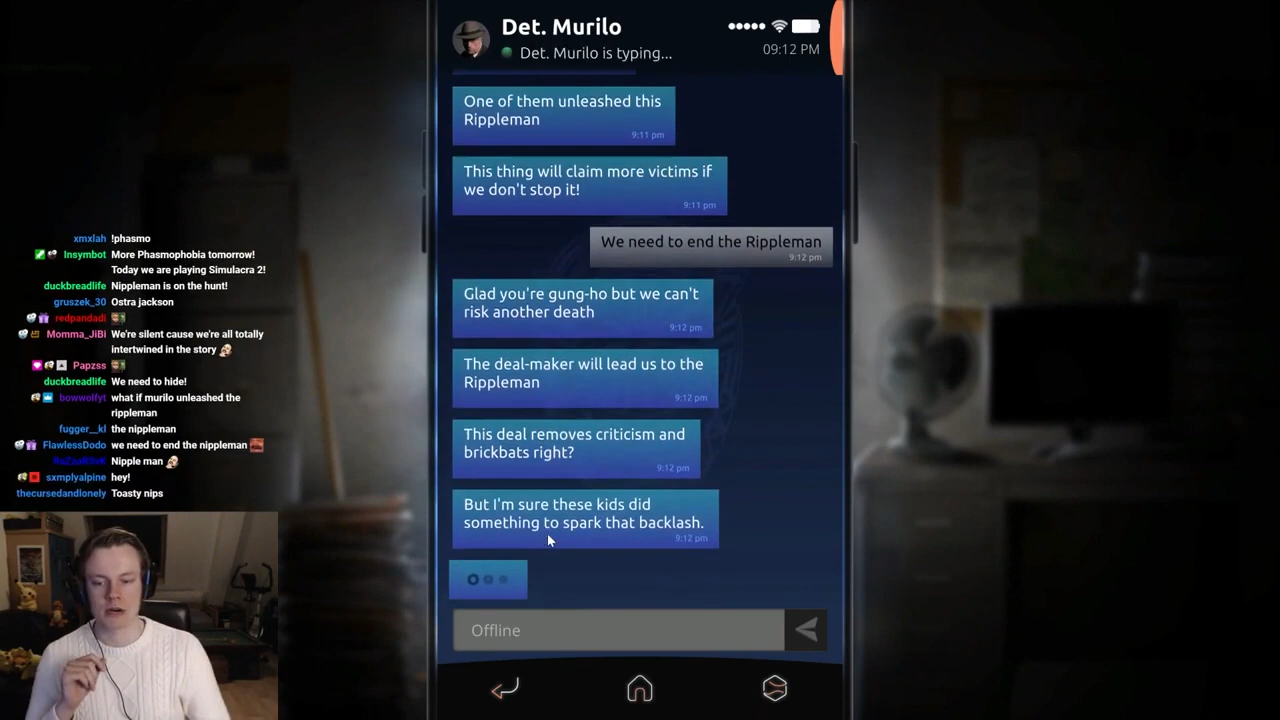 Det. Murilo
Det. Murilo is typing...
09:12 PM
One of them unleashed this
Rippleman
9:11 pm
This thing will claim more victims if
we don't stop it!
9:11 pm
We need to end the Rippleman
9:12 pm
Glad you're gung-ho but we can't
risk another death
9:12 pm
The deal-maker will lead us to the
Rippleman
9:12 pm
This deal removes criticism and
brickbats right?
9:12 pm
But I'm sure these kids did
something to spark that backlash.
9:12 pm
Offline
xmxlah !phasmo
Insymbot More Phasmophobia tomorrow!
Today we are playing Simulacra 2!
duckbreadlife Nippleman is on the hunt!
gruszek_30 Ostra jackson
redpandadi
Momma_JiBi We're silent cause we're all totally
intertwined in the story
Papzss
duckbreadlife We need to hide!
bowwolfyt what if murilo unleashed the
rippleman
fugger__kl the nippleman
FlawlessDodo we need to end the nippleman
Nipple man
sxmplyalpine hey!
thecursedandlonely Toasty nips